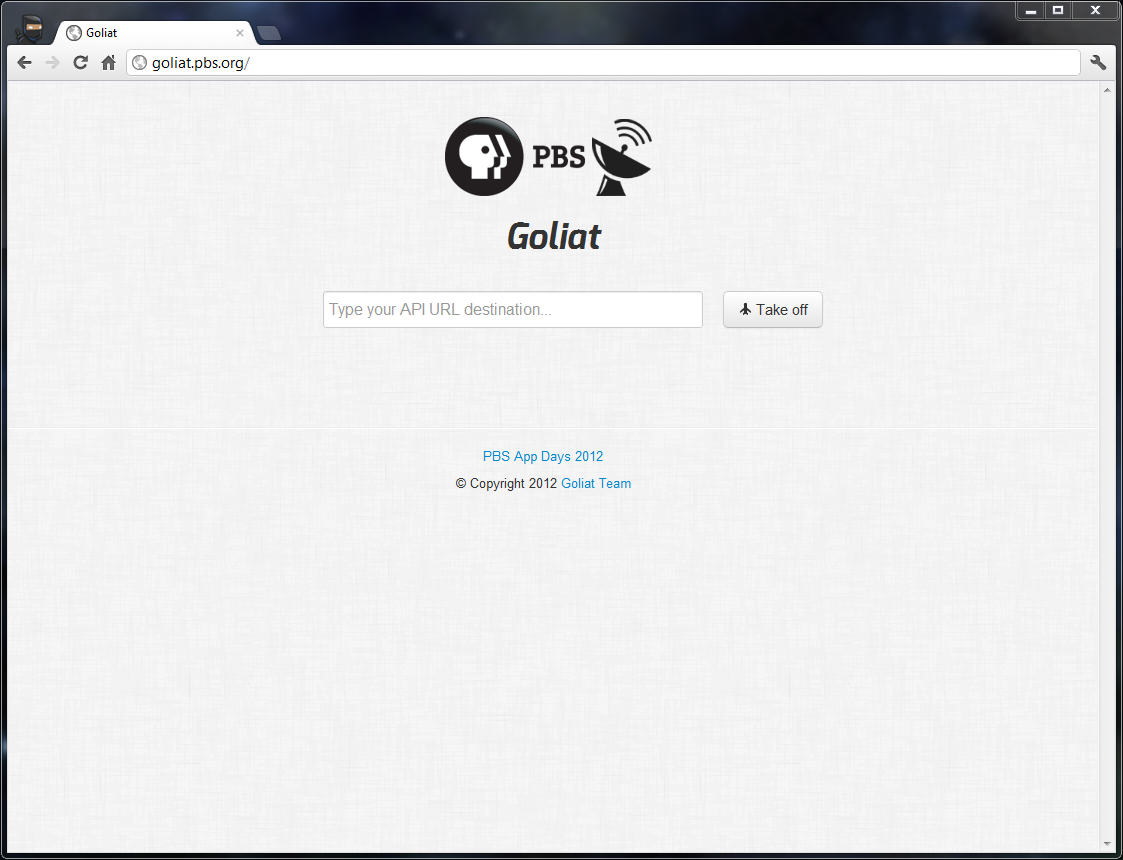 Goliat
goliat.pbs.org/
PBS
Goliat
Type your API URL destination...
Take off
PBS App Days 2012
© Copyright 2012 Goliat Team